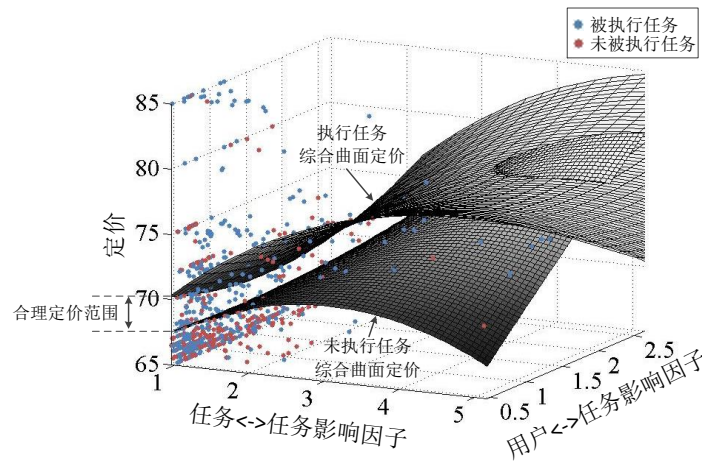 被执行任务
未被执行任务
执行任务
综合曲面定价
85
80
75
70
65
定价
合理定价范围
未执行任务
综合曲面定价
1
2
3
4
5
任务<->任务影响因子
0.5
1
1.5
2
2.5
用户<->任务影响因子